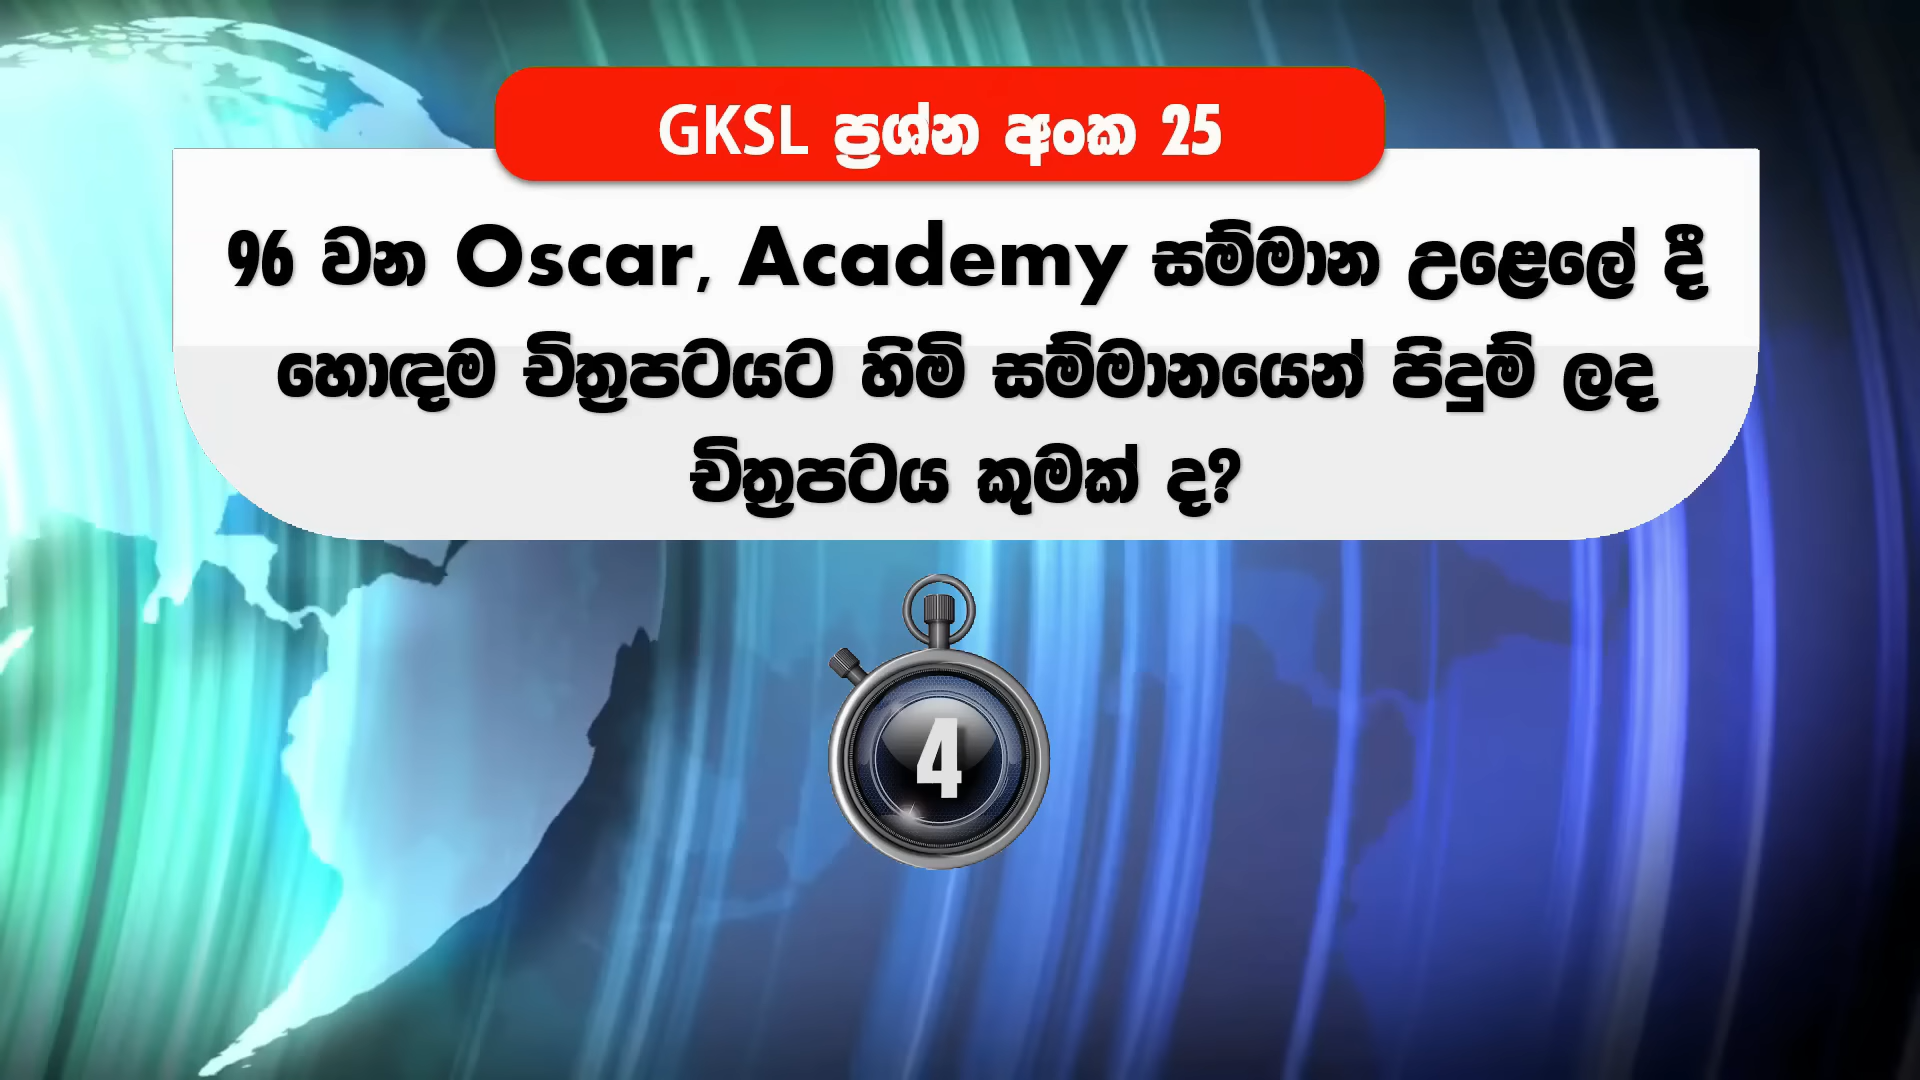 GKSL ප්‍රශ්න අංක 25
96 වන Oscar, Academy සම්මාන උළෙලේ දී
හොඳම චිත්‍රපටයට හිමි සම්මානයෙන් පිදුම් ලද
චිත්‍රපටය කුමක් ද?
4